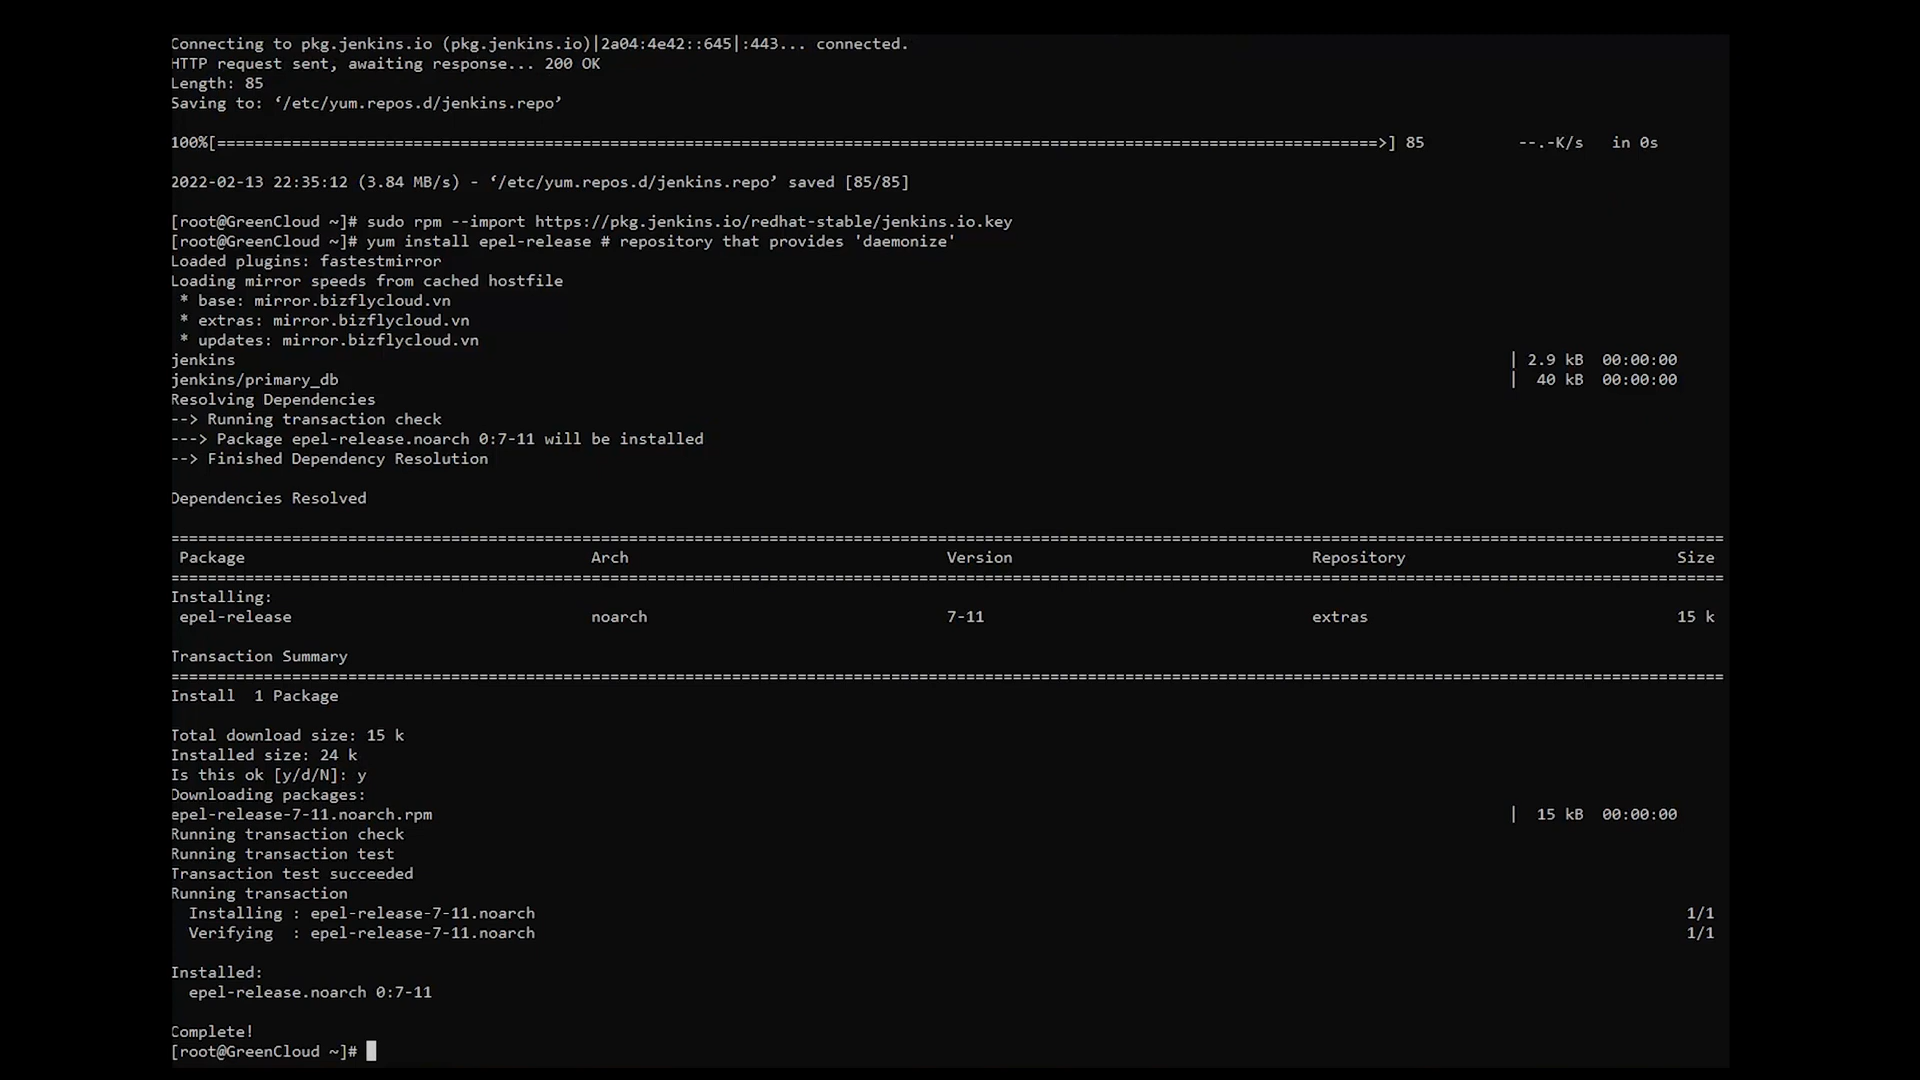 Connecting to pkg.jenkins.io (pkg.jenkins.io)|2a04:4e42::645|:443... connected.
HTTP request sent, awaiting response... 200 OK
Length: 85
Saving to: ‘/etc/yum.repos.d/jenkins.repo’
100%[============================================================================================================================>] 85 --.-K/s in 0s
2022-02-13 22:35:12 (3.84 MB/s) - ‘/etc/yum.repos.d/jenkins.repo’ saved [85/85]
[root@GreenCloud ~]# sudo rpm --import https://pkg.jenkins.io/redhat-stable/jenkins.io.key
[root@GreenCloud ~]# yum install epel-release # repository that provides 'daemonize'
Loaded plugins: fastestmirror
Loading mirror speeds from cached hostfile
* base: mirror.bizflycloud.vn
* extras: mirror.bizflycloud.vn
* updates: mirror.bizflycloud.vn
jenkins | 2.9 kB 00:00:00
jenkins/primary_db | 40 kB 00:00:00
Resolving Dependencies
--> Running transaction check
---> Package epel-release.noarch 0:7-11 will be installed
--> Finished Dependency Resolution
Dependencies Resolved
======================================================================================================================================================================
Package Arch Version Repository Size
======================================================================================================================================================================
Installing:
epel-release noarch 7-11 extras 15 k
Transaction Summary
======================================================================================================================================================================
Install 1 Package
Total download size: 15 k
Installed size: 24 k
Is this ok [y/d/N]: y
Downloading packages:
epel-release-7-11.noarch.rpm | 15 kB 00:00:00
Running transaction check
Running transaction test
Transaction test succeeded
Running transaction
Installing : epel-release-7-11.noarch 1/1
Verifying : epel-release-7-11.noarch 1/1
Installed:
epel-release.noarch 0:7-11
Complete!
[root@GreenCloud ~]#